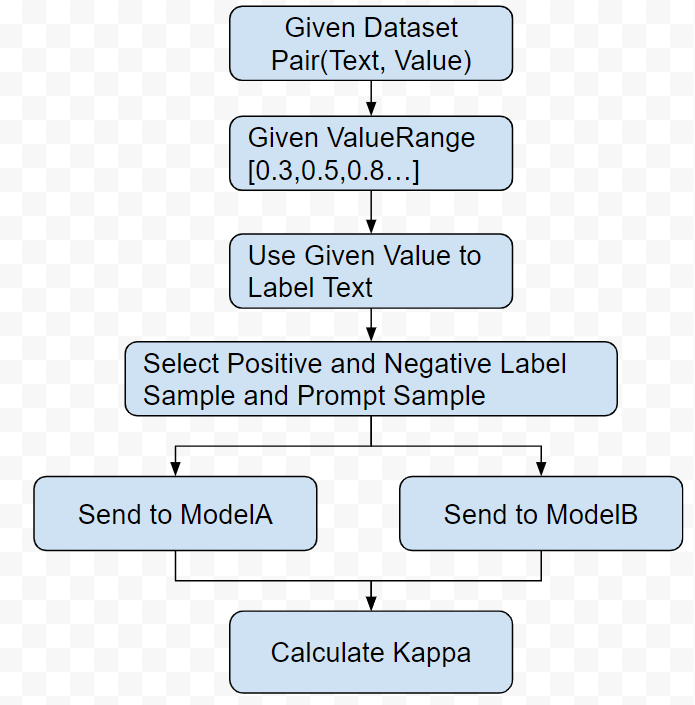 Given Dataset
Pair(Text, Value)
Given ValueRange
[0.3,0.5,0.8…]
Use Given Value to
Label Text
Select Positive and Negative Label
Sample and Prompt Sample
Send to ModelA
Send to ModelB
Calculate Kappa